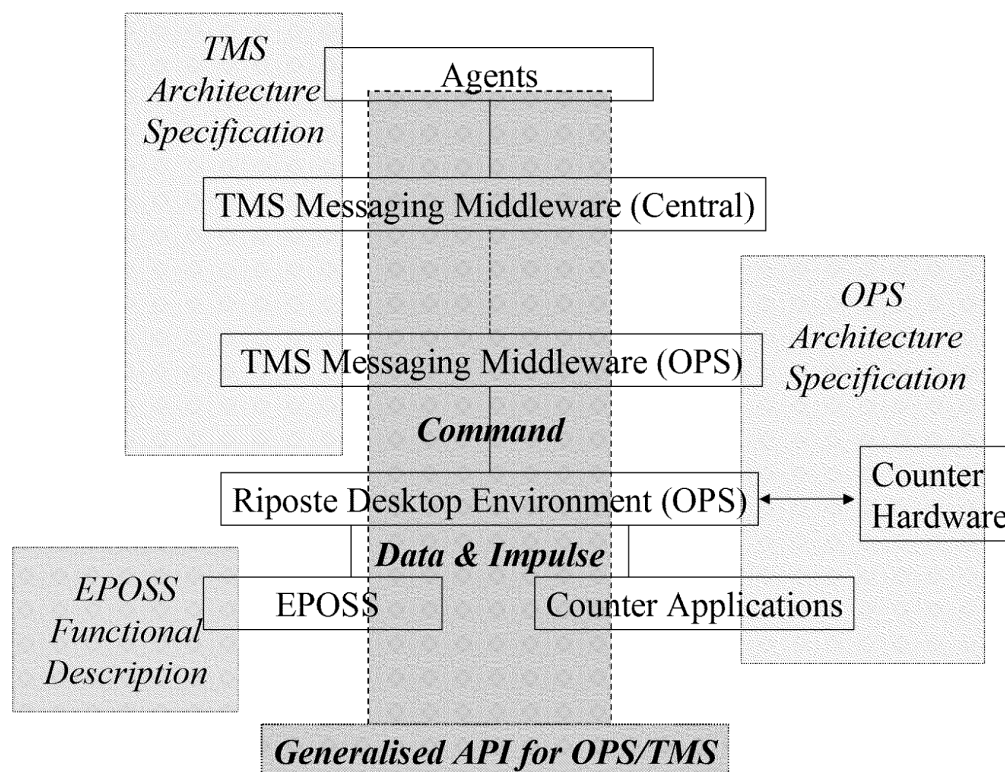 TMS
Architecture
Specification
Agents
TMS Messaging Middleware (Central)
OPS
Architecture
Specification
TMS Messaging Middleware (OPS)
Command
Riposte Desktop Environment (OPS)
Counter
Hardware
Data & Impulse
EPOSS
Functional
Description
EPOSS
Counter Applications
Generalised API for OPS/TMS